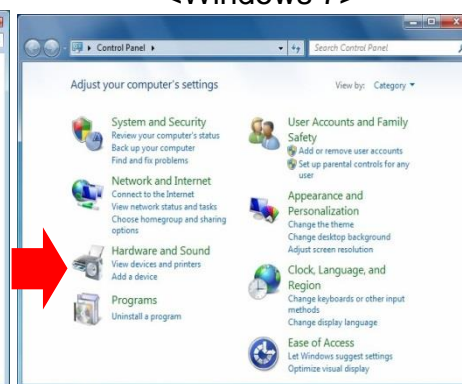 <Windows 7>
Control Panel
Search Control Panel
Adjust your computer's settings
View by: Category
System and Security
Review your computer's status
Back up your computer
Find and fix problems
Network and Internet
Connect to the Internet
View network status and tasks
Choose homegroup and sharing
options
Hardware and Sound
View devices and printers
Add a device
Programs
Uninstall a program
User Accounts and Family
Safety
Add or remove user accounts
Set up parental controls for any
user
Appearance and
Personalization
Change the theme
Change desktop background
Adjust screen resolution
Clock, Language, and
Region
Change keyboards or other input
methods
Change display language
Ease of Access
Let Windows suggest settings
Optimize visual display